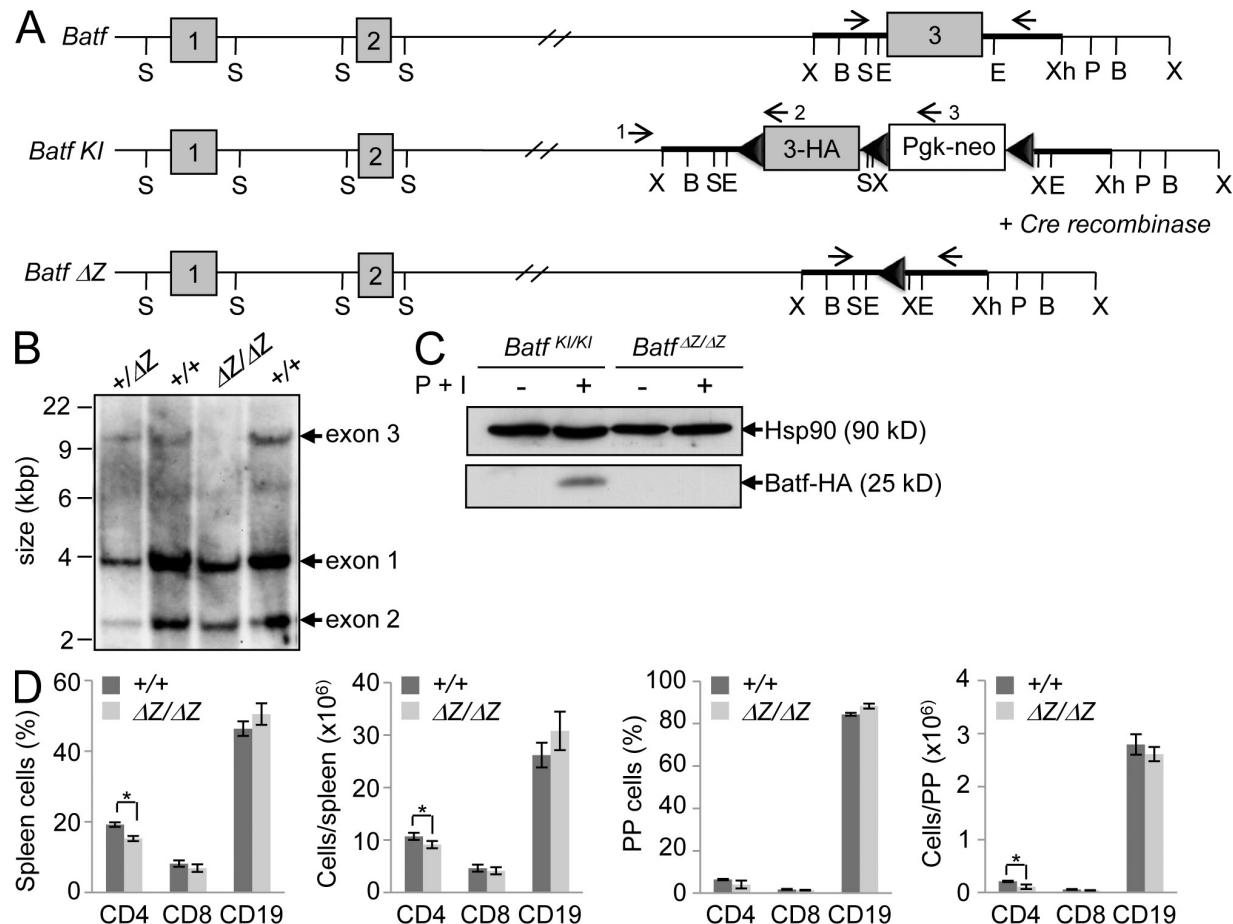 A
Batf
1
2
3
S S S S X B S E E Xh P B X
Batf KI
1
2
1
2
3
3-HA
Pgk-neo
S S S S X B S E S X X E Xh P B X
+ Cre recombinase
Batf ΔZ
1
2
S S S S X B S E X E Xh P B X
B
+/ΔZ +/+ ΔZ/ΔZ +/+
size (kbp)
22
9
6
4
2
exon 3
exon 1
exon 2
C
Batf KI/KI Batf ΔZ/ΔZ
P + I - + - +
Hsp90 (90 kD)
Batf-HA (25 kD)
D
Spleen cells (%)
60
40
20
0
+/+
ΔZ/ΔZ
*
CD4 CD8 CD19
Cells/spleen (x10⁶)
40
30
20
10
0
+/+
ΔZ/ΔZ
*
CD4 CD8 CD19
PP cells (%)
100
80
60
40
20
0
+/+
ΔZ/ΔZ
CD4 CD8 CD19
Cells/PP (x10⁶)
4
3
2
1
0
+/+
ΔZ/ΔZ
*
CD4 CD8 CD19